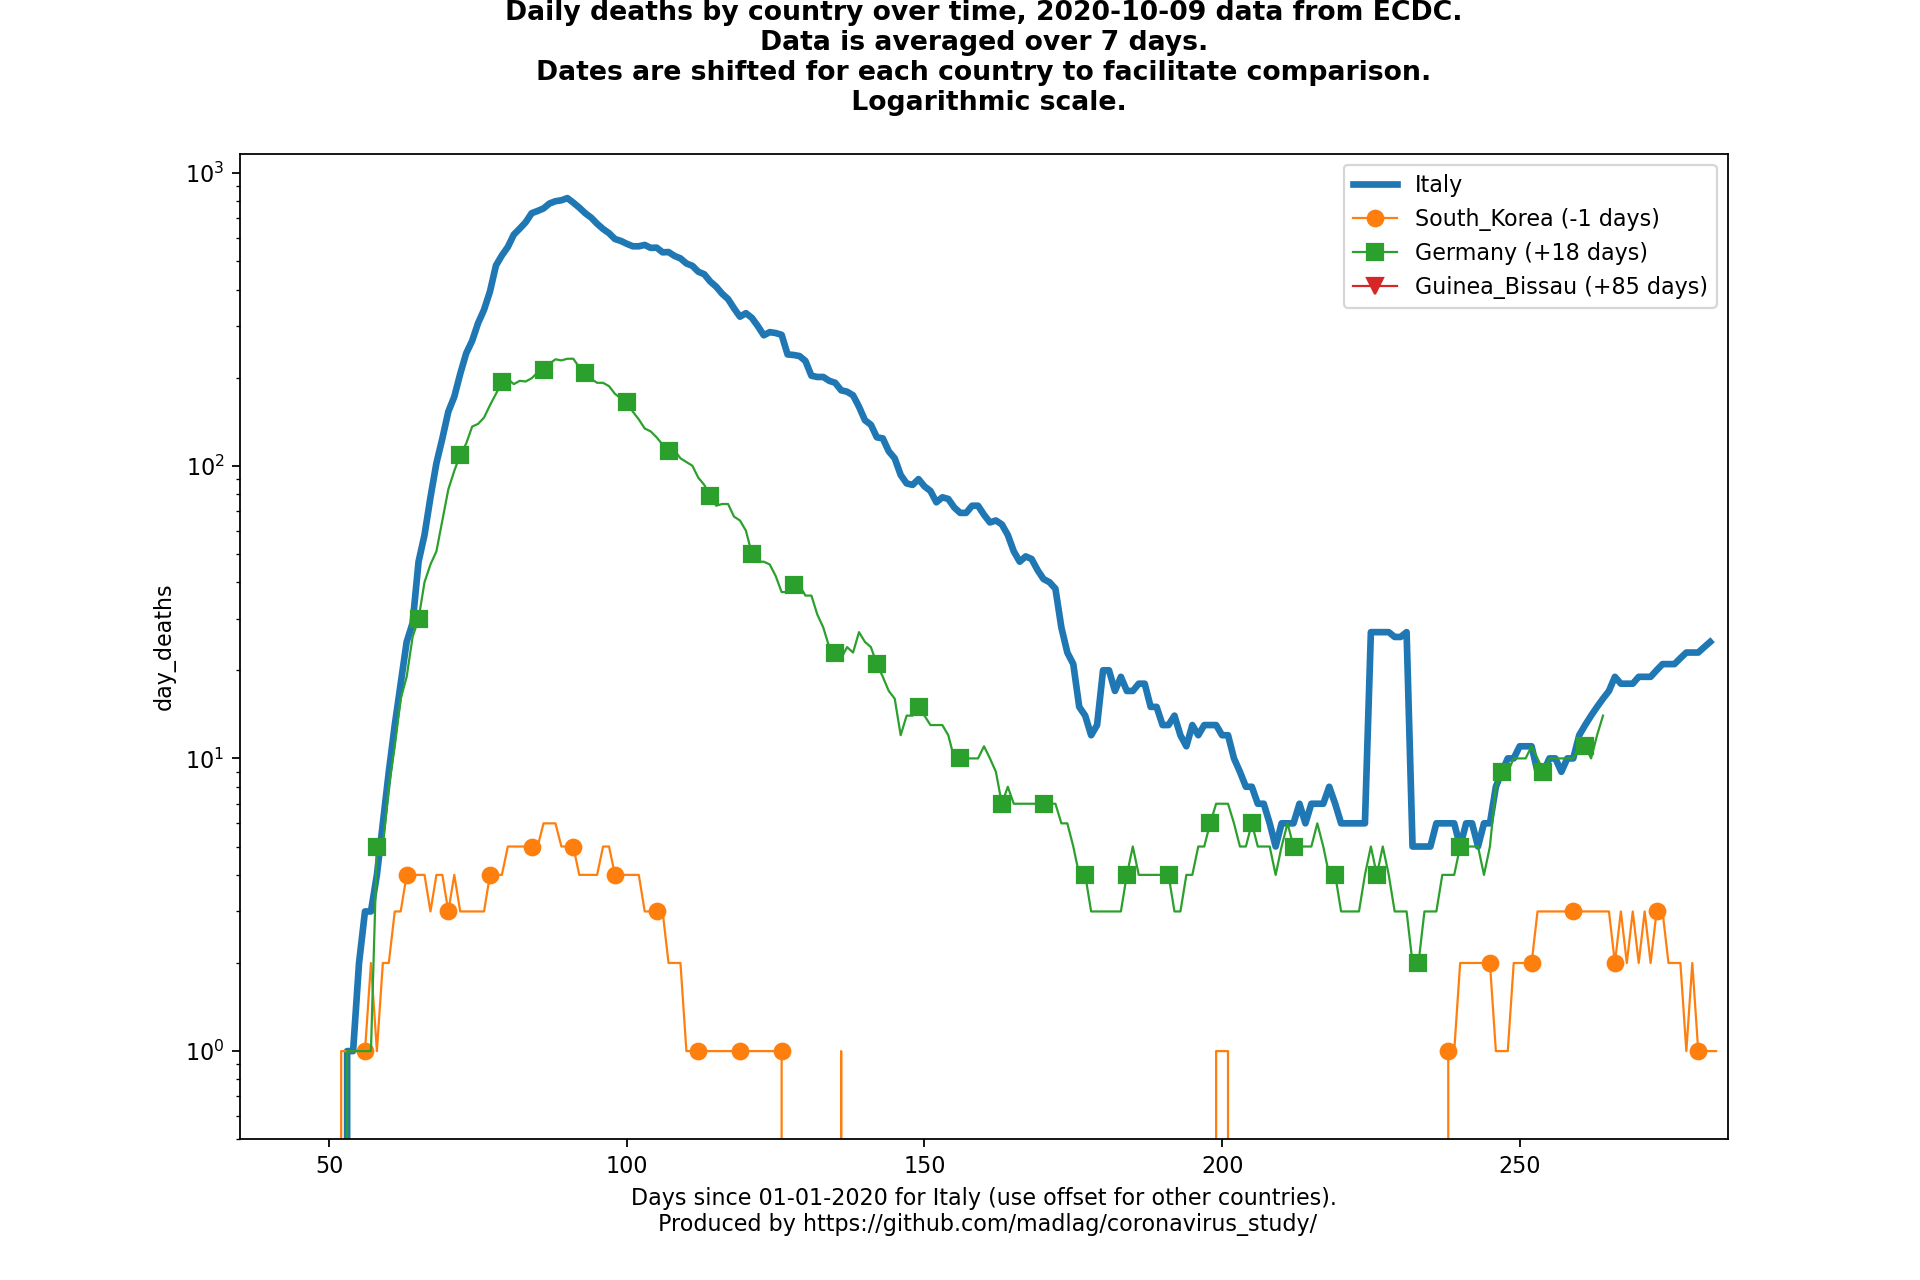 Daily deaths by country over time, 2020-10-09 data from ECDC.
Data is averaged over 7 days.
Dates are shifted for each country to facilitate comparison.
Logarithmic scale.
10³
10²
10¹
10⁰
day_deaths
Italy
South_Korea (-1 days)
Germany (+18 days)
Guinea_Bissau (+85 days)
50
100
150
200
250
Days since 01-01-2020 for Italy (use offset for other countries).
Produced by https://github.com/madlag/coronavirus_study/